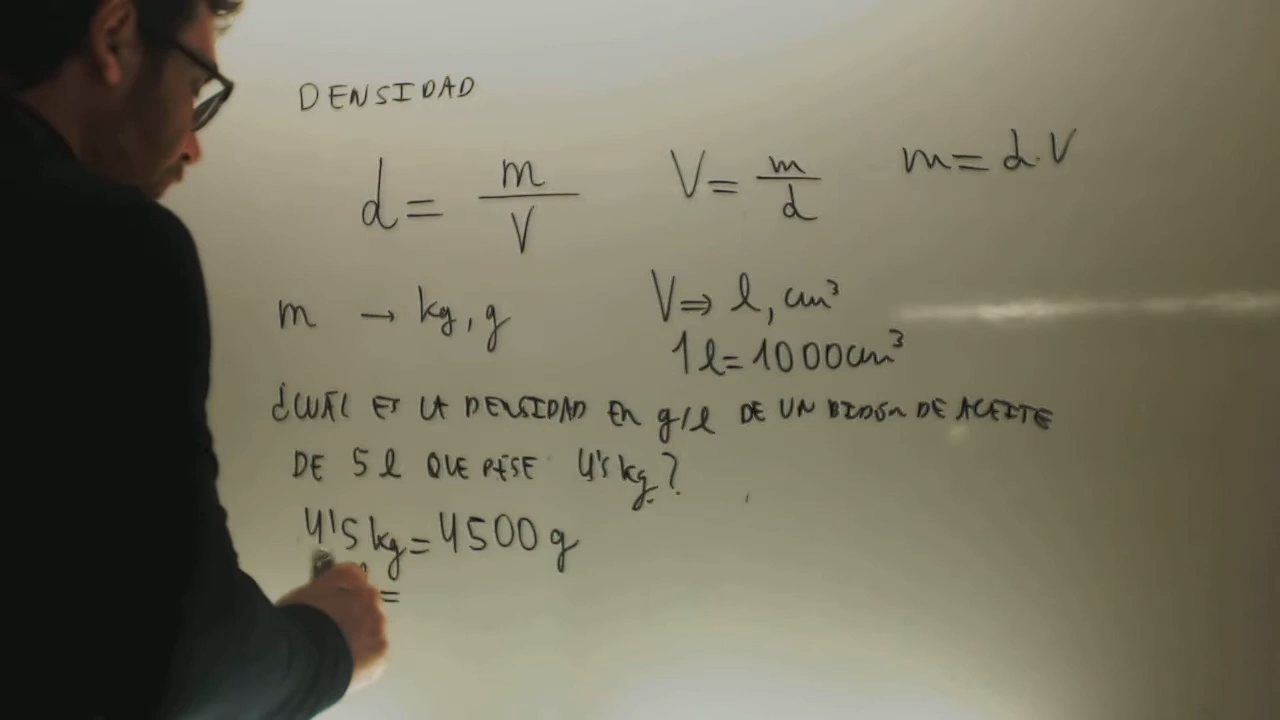 DENSIDAD
d = m/V V = m/d m = d.V
m → kg, g V ⇒ l, cm³
1 l = 1000 cm³
¿CUÁL ES LA DENSIDAD EN g/l DE UN BIDÓN DE ACEITE
DE 5 l QUE PESE 4's kg?
4'5 kg = 4500 g
=